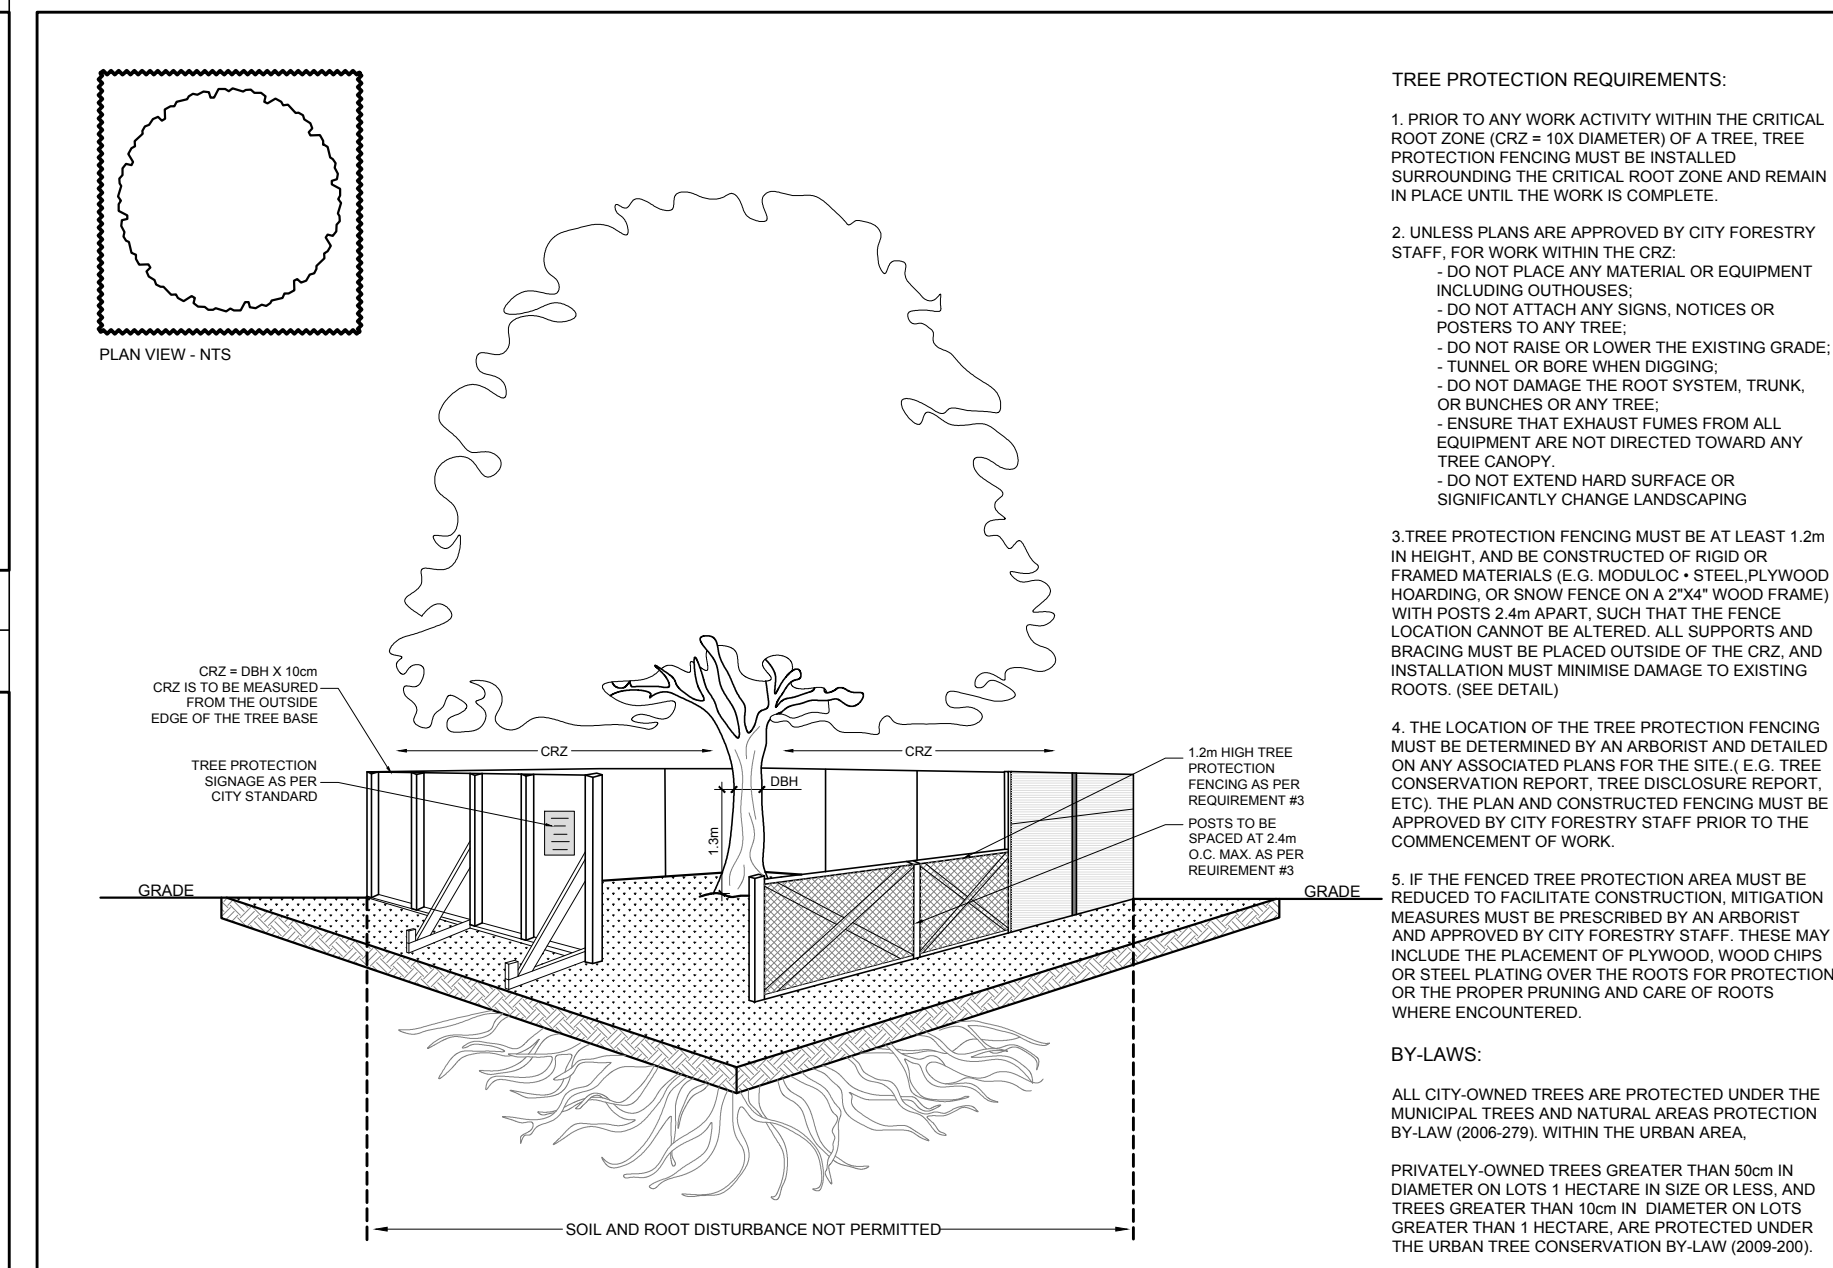 PLAN VIEW - NTS
CRZ = DBH X 10cm
CRZ IS TO BE MEASURED
FROM THE OUTSIDE
EDGE OF THE TREE BASE
TREE PROTECTION
SIGNAGE AS PER
CITY STANDARD
CRZ
CRZ
DBH
1.3m
1.2m HIGH TREE
PROTECTION
FENCING AS PER
REQUIREMENT #3
POSTS TO BE
SPACED AT 2.4m
O.C. MAX. AS PER
REUIREMENT #3
GRADE
GRADE
SOIL AND ROOT DISTURBANCE NOT PERMITTED
TREE PROTECTION REQUIREMENTS:
1. PRIOR TO ANY WORK ACTIVITY WITHIN THE CRITICAL
ROOT ZONE (CRZ = 10X DIAMETER) OF A TREE, TREE
PROTECTION FENCING MUST BE INSTALLED
SURROUNDING THE CRITICAL ROOT ZONE AND REMAIN
IN PLACE UNTIL THE WORK IS COMPLETE.
2. UNLESS PLANS ARE APPROVED BY CITY FORESTRY
STAFF, FOR WORK WITHIN THE CRZ:
- DO NOT PLACE ANY MATERIAL OR EQUIPMENT
INCLUDING OUTHOUSES;
- DO NOT ATTACH ANY SIGNS, NOTICES OR
POSTERS TO ANY TREE;
- DO NOT RAISE OR LOWER THE EXISTING GRADE;
- TUNNEL OR BORE WHEN DIGGING;
- DO NOT DAMAGE THE ROOT SYSTEM, TRUNK,
OR BUNCHES OR ANY TREE;
- ENSURE THAT EXHAUST FUMES FROM ALL
EQUIPMENT ARE NOT DIRECTED TOWARD ANY
TREE CANOPY.
- DO NOT EXTEND HARD SURFACE OR
SIGNIFICANTLY CHANGE LANDSCAPING
3.TREE PROTECTION FENCING MUST BE AT LEAST 1.2m
IN HEIGHT, AND BE CONSTRUCTED OF RIGID OR
FRAMED MATERIALS (E.G. MODULOC • STEEL,PLYWOOD
HOARDING, OR SNOW FENCE ON A 2"X4" WOOD FRAME)
WITH POSTS 2.4m APART, SUCH THAT THE FENCE
LOCATION CANNOT BE ALTERED. ALL SUPPORTS AND
BRACING MUST BE PLACED OUTSIDE OF THE CRZ, AND
INSTALLATION MUST MINIMISE DAMAGE TO EXISTING
ROOTS. (SEE DETAIL)
4. THE LOCATION OF THE TREE PROTECTION FENCING
MUST BE DETERMINED BY AN ARBORIST AND DETAILED
ON ANY ASSOCIATED PLANS FOR THE SITE.( E.G. TREE
CONSERVATION REPORT, TREE DISCLOSURE REPORT,
ETC). THE PLAN AND CONSTRUCTED FENCING MUST BE
APPROVED BY CITY FORESTRY STAFF PRIOR TO THE
COMMENCEMENT OF WORK.
5. IF THE FENCED TREE PROTECTION AREA MUST BE
REDUCED TO FACILITATE CONSTRUCTION, MITIGATION
MEASURES MUST BE PRESCRIBED BY AN ARBORIST
AND APPROVED BY CITY FORESTRY STAFF. THESE MAY
INCLUDE THE PLACEMENT OF PLYWOOD, WOOD CHIPS
OR STEEL PLATING OVER THE ROOTS FOR PROTECTION
OR THE PROPER PRUNING AND CARE OF ROOTS
WHERE ENCOUNTERED.
BY-LAWS:
ALL CITY-OWNED TREES ARE PROTECTED UNDER THE
MUNICIPAL TREES AND NATURAL AREAS PROTECTION
BY-LAW (2006-279). WITHIN THE URBAN AREA,
PRIVATELY-OWNED TREES GREATER THAN 50cm IN
DIAMETER ON LOTS 1 HECTARE IN SIZE OR LESS, AND
TREES GREATER THAN 10cm IN DIAMETER ON LOTS
GREATER THAN 1 HECTARE, ARE PROTECTED UNDER
THE URBAN TREE CONSERVATION BY-LAW (2009-200).